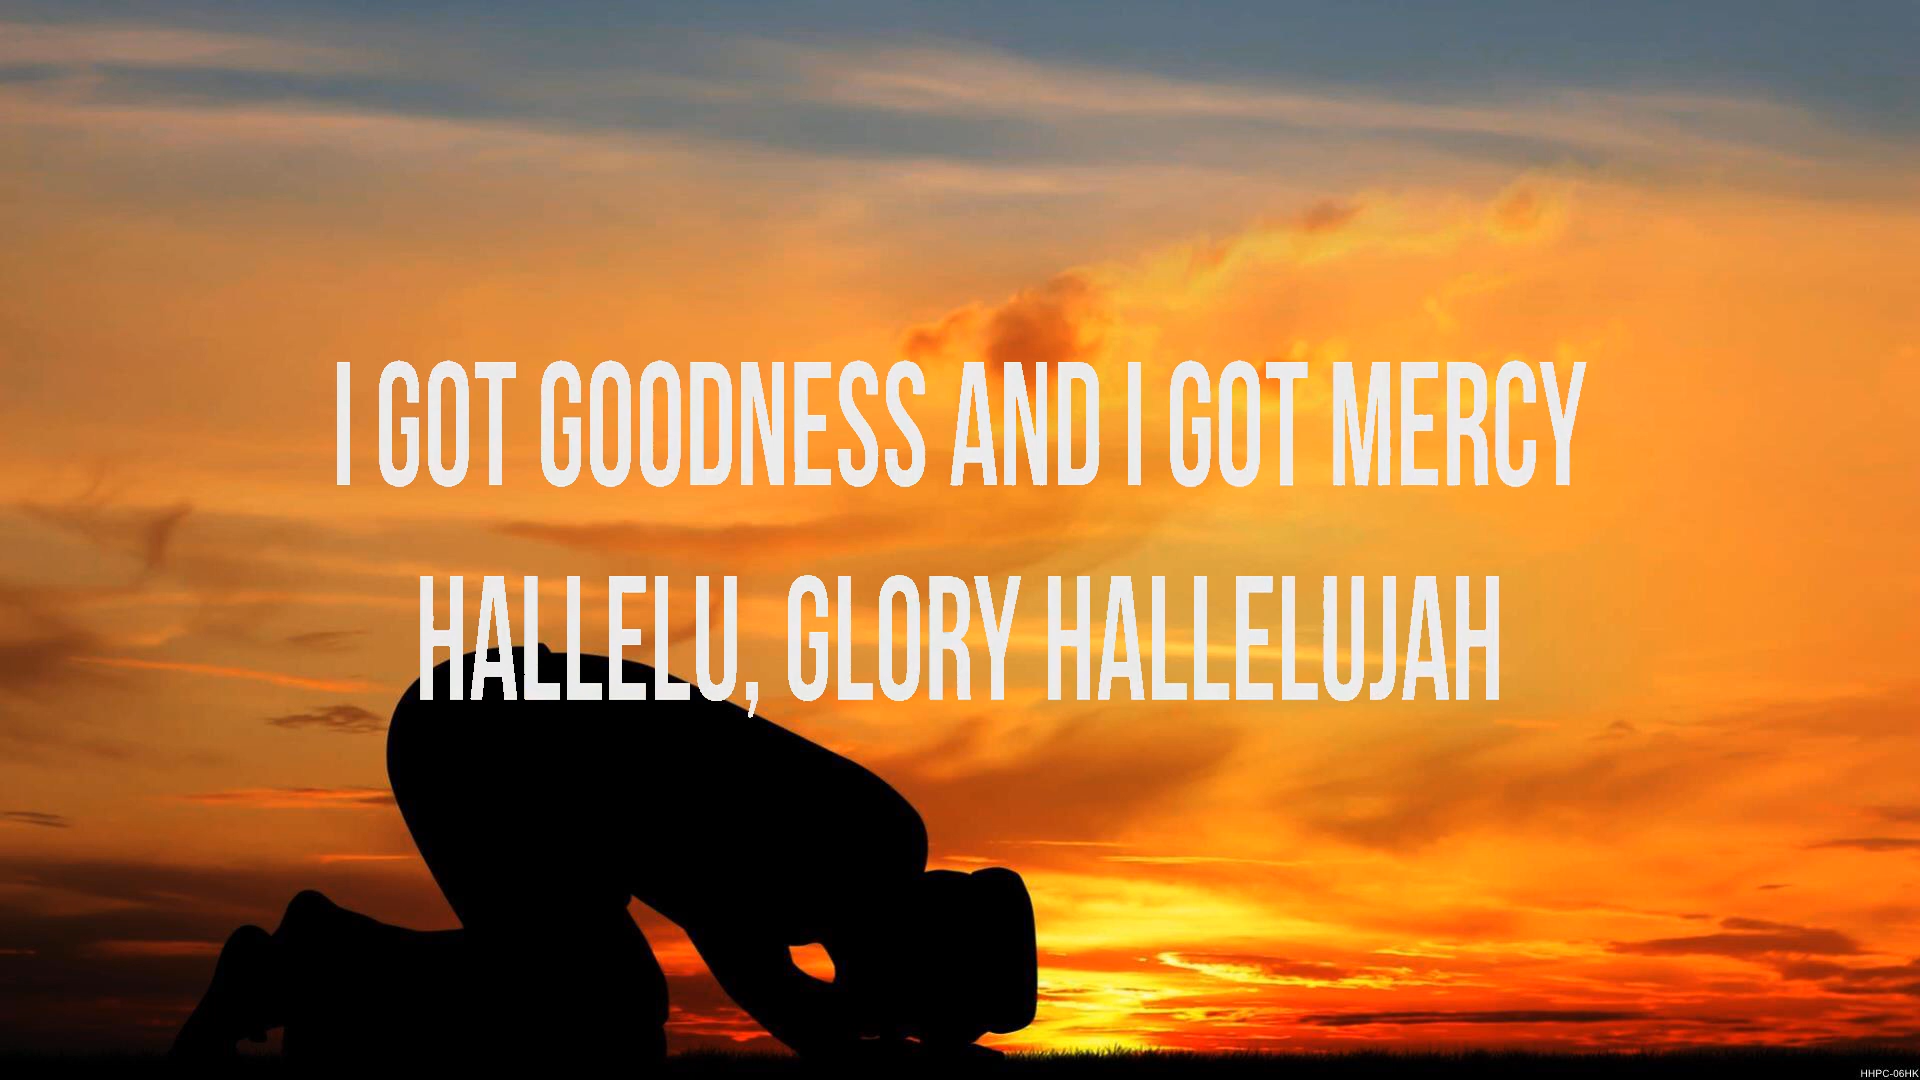 I GOT GOODNESS AND I GOT MERCY
HALLELU, GLORY HALLELUJAH
HHPC-06HK